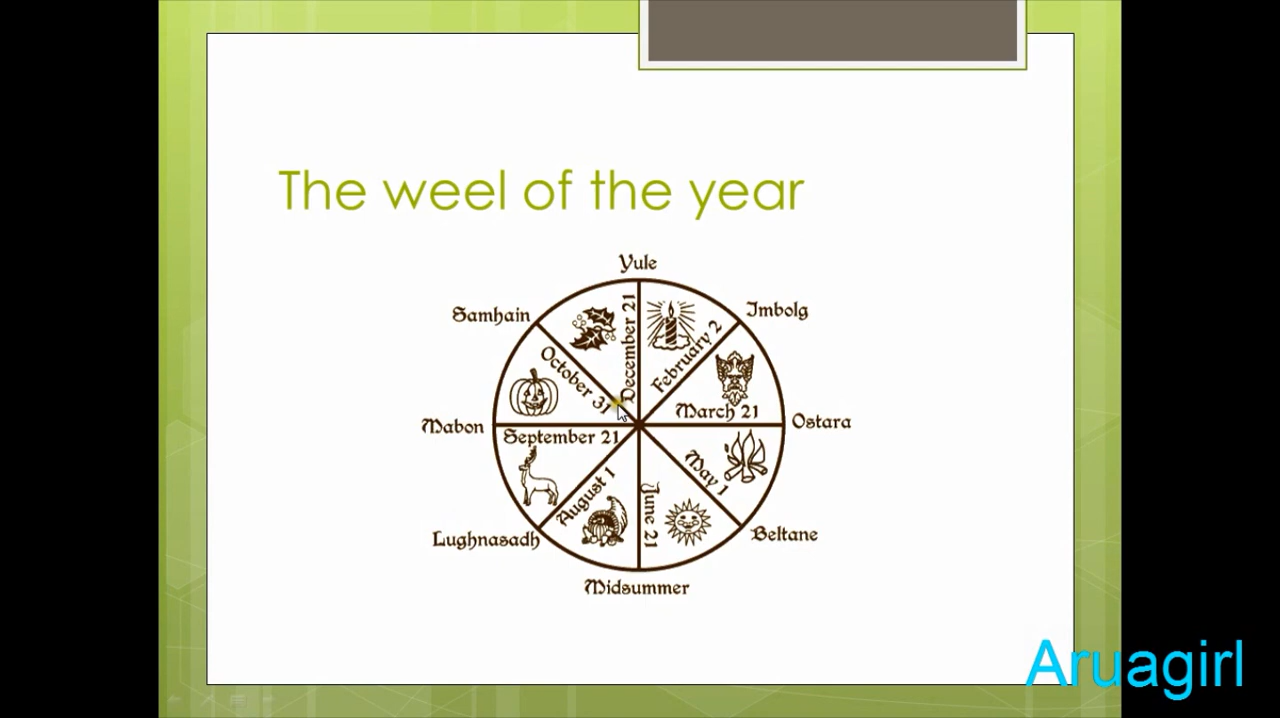 The weel of the year
Yule
Samhain
Imbolg
December 21
February 2
October 31
March 21
Mabon
Ostara
September 21
May 1
August 1
June 21
Lughnasadh
Beltane
Midsummer
Aruagirl